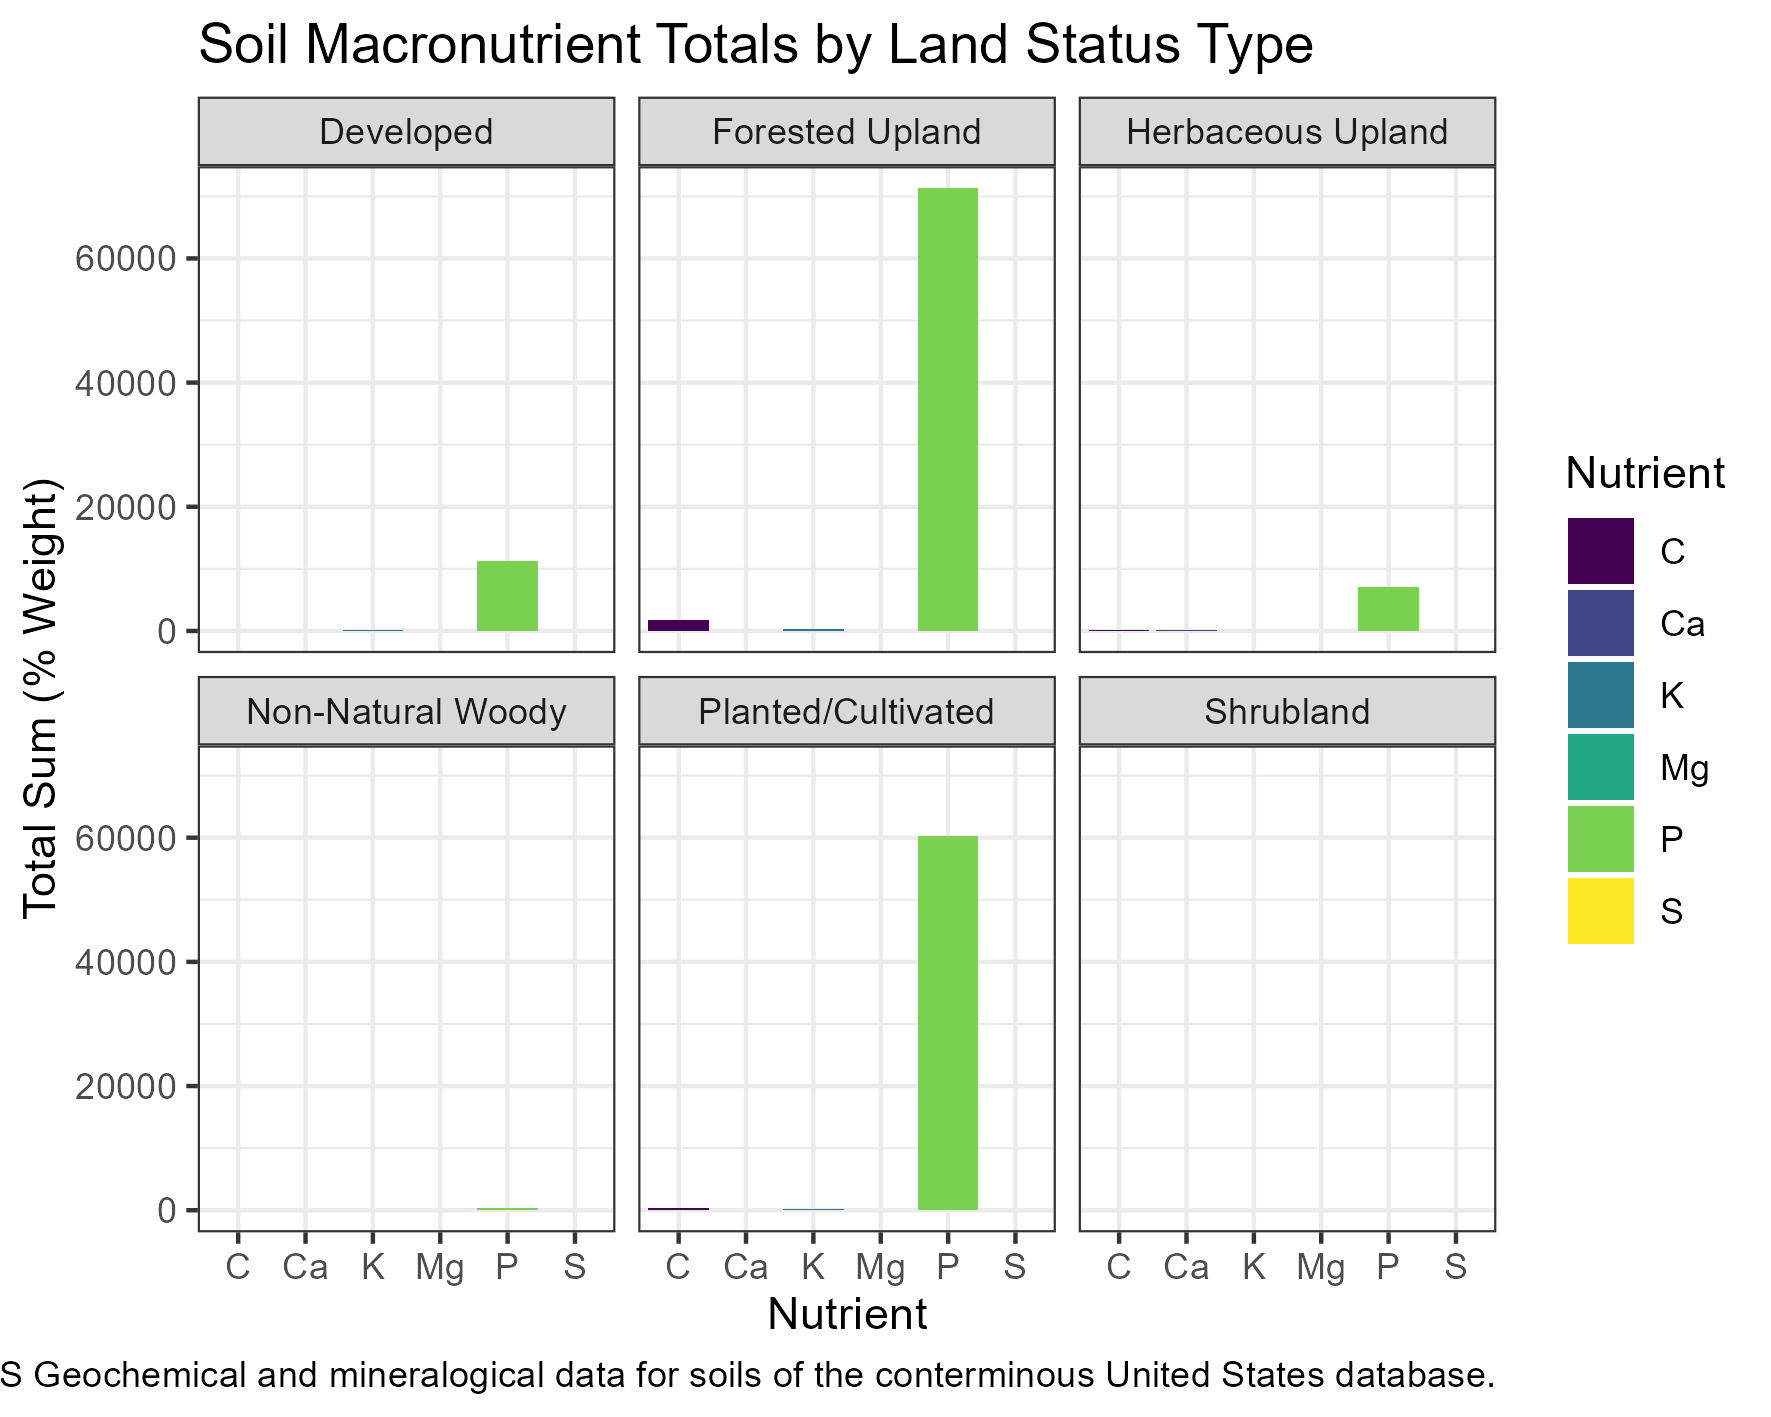 Soil Macronutrient Totals by Land Status Type
Developed
Forested Upland
Herbaceous Upland
60000
40000
20000
0
Non-Natural Woody
Planted/Cultivated
Shrubland
60000
40000
20000
0
Total Sum (% Weight)
C Ca K Mg P S
C Ca K Mg P S
C Ca K Mg P S
Nutrient
Nutrient
C
Ca
K
Mg
P
S
S Geochemical and mineralogical data for soils of the conterminous United States database.